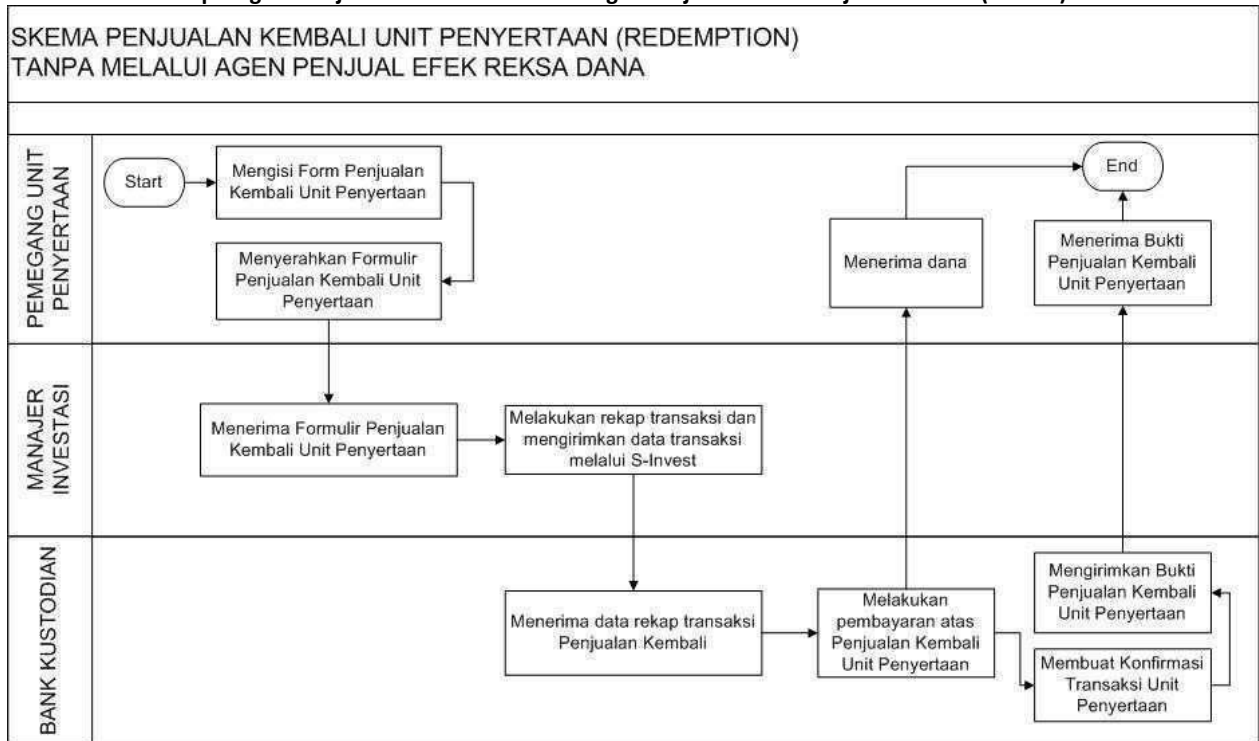 SKEMA PENJUALAN KEMBALI UNIT PENYERTAAN (REDEMPTION)
TANPA MELALUI AGEN PENJUAL EFEK REKSA DANA
PEMEGANG UNIT
PENYERTAAN
Start
Mengisi Form Penjualan
Kembali Unit Penyertaan
Menyerahkan Formulir
Penjualan Kembali Unit
Penyertaan
Menerima dana
End
Menerima Bukti
Penjualan Kembali
Unit Penyertaan
MANAJER
INVESTASI
Menerima Formulir Penjualan
Kembali Unit Penyertaan
Melakukan rekap transaksi dan
mengirimkan data transaksi
melalui S-Invest
BANK KUSTODIAN
Menerima data rekap transaksi
Penjualan Kembali
Melakukan
pembayaran atas
Penjualan Kembali
Unit Penyertaan
Mengirimkan Bukti
Penjualan Kembali
Unit Penyertaan
Membuat Konfirmasi
Transaksi Unit
Penyertaan